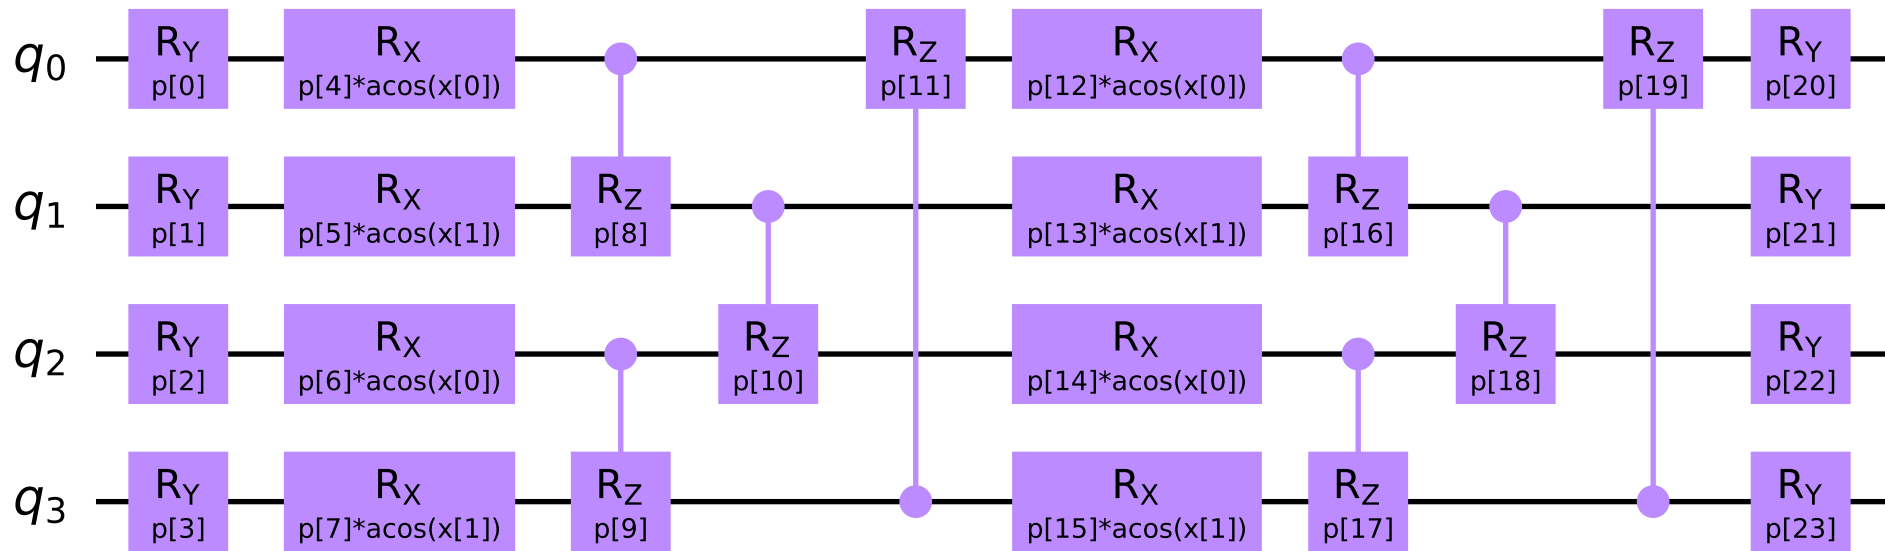 q0 RY RX RZ RX RZ RY
p[0] p[4]*acos(x[0]) p[11] p[12]*acos(x[0]) p[19] p[20]
q1 RY RX RZ RX RZ RY
p[1] p[5]*acos(x[1]) p[8] p[13]*acos(x[1]) p[16] p[21]
q2 RY RX RZ RX RZ RY
p[2] p[6]*acos(x[0]) p[10] p[14]*acos(x[0]) p[18] p[22]
q3 RY RX RZ RX RZ RY
p[3] p[7]*acos(x[1]) p[9] p[15]*acos(x[1]) p[17] p[23]